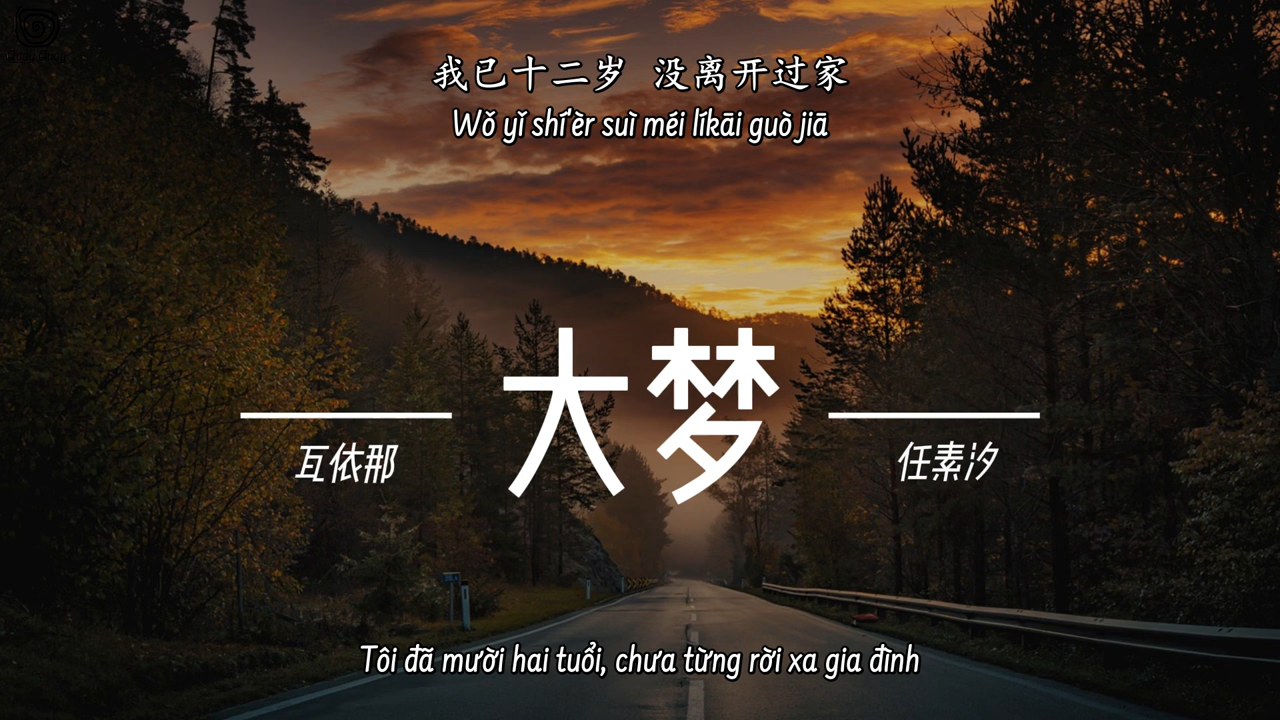 我已十二岁 没离开过家
Wǒ yǐ shí'èr suì méi líkāi guò jiā
大梦
瓦依那
任素汐
Tôi đã mười hai tuổi, chưa từng rời xa gia đình